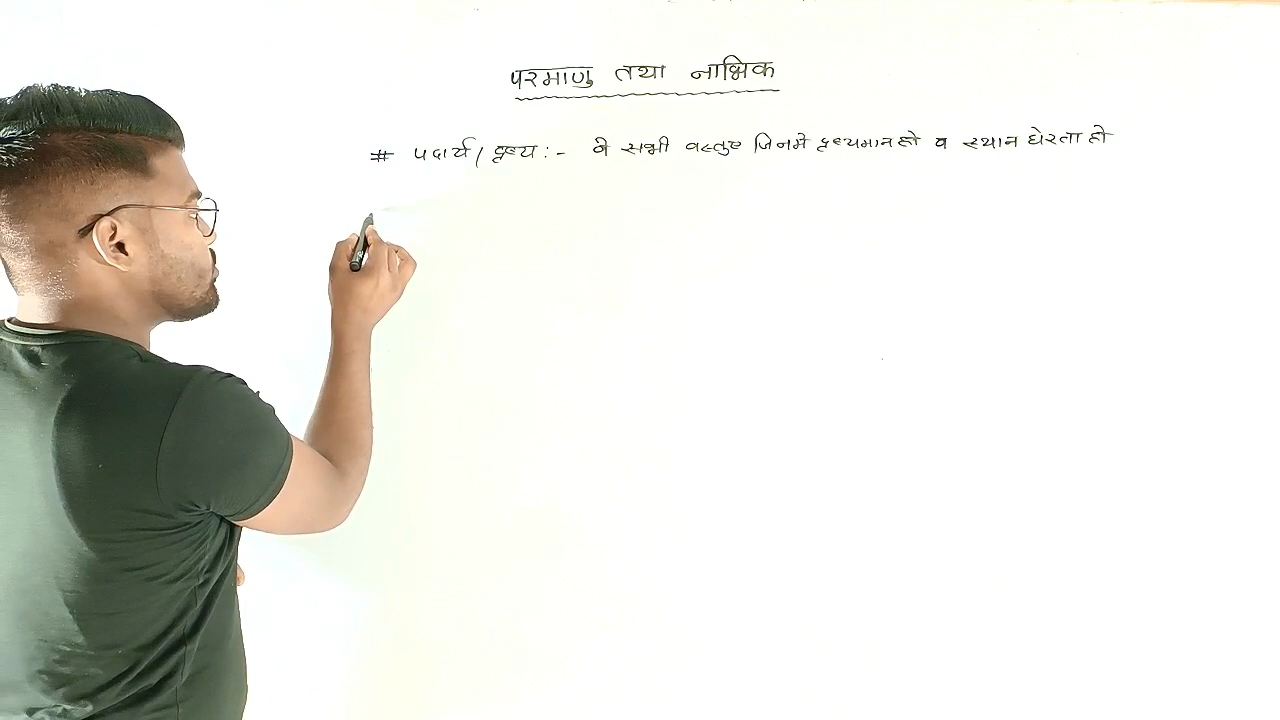 परमाणु तथा नाभिक
# पदार्थ / द्रव्य :- वे सभी वस्तुए जिनमे द्रव्यमान हो व स्थान घेरता हो